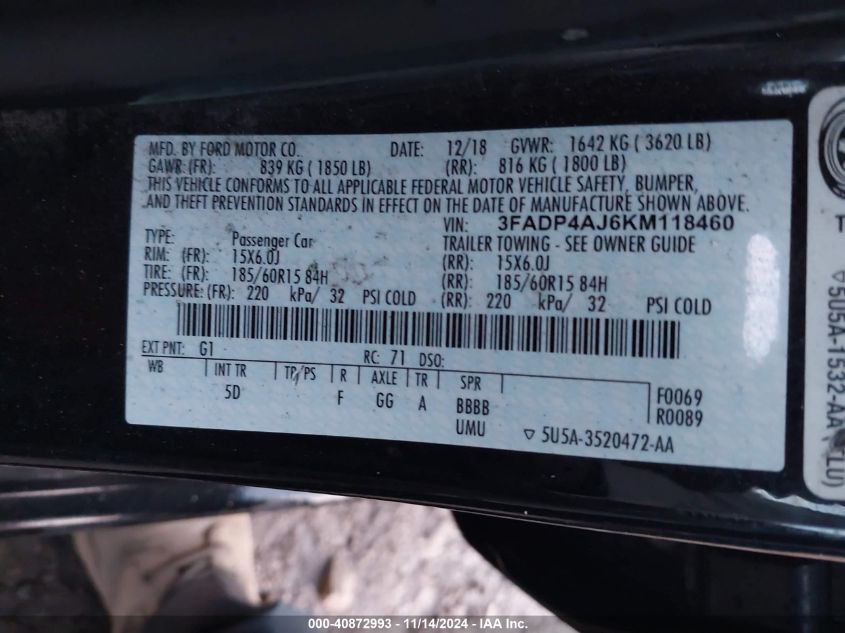 MFD. BY FORD MOTOR CO. DATE: 12/18 GVWR: 1642 KG ( 3620 LB)
GAWR: (FR): 839 KG ( 1850 LB) (RR): 816 KG ( 1800 LB)
THIS VEHICLE CONFORMS TO ALL APPLICABLE FEDERAL MOTOR VEHICLE SAFETY, BUMPER,
AND THEFT PREVENTION STANDARDS IN EFFECT ON THE DATE OF MANUFACTURE SHOWN ABOVE.
VIN: 3FADP4AJ6KM118460
TYPE: Passenger Car TRAILER TOWING - SEE OWNER GUIDE
RIM: (FR): 15X6.0J (RR): 15X6.0J
TIRE: (FR): 185/60R15 84H (RR): 185/60R15 84H
PRESSURE: (FR): 220 kPa/ 32 PSI COLD (RR): 220 kPa/ 32 PSI COLD
EXT PNT: G1 RC: 71 DSO:
WB INT TR TP/PS R AXLE TR SPR F0069
5D F GG A BBBB R0089
UMU ▽ 5U5A-3520472-AA
T
▽5U5A-1532-AA
000-40872993 - 11/14/2024 - IAA Inc.